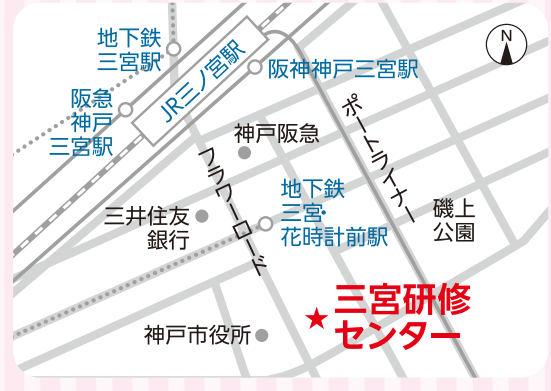 地下鉄
三宮駅
N
JR三ノ宮駅
阪神神戸三宮駅
阪急
神戸
三宮駅
神戸阪急
ポートライナー
フラワーロード
地下鉄
三宮・
花時計前駅
三井住友
銀行
磯上
公園
★三宮研修
センター
神戸市役所